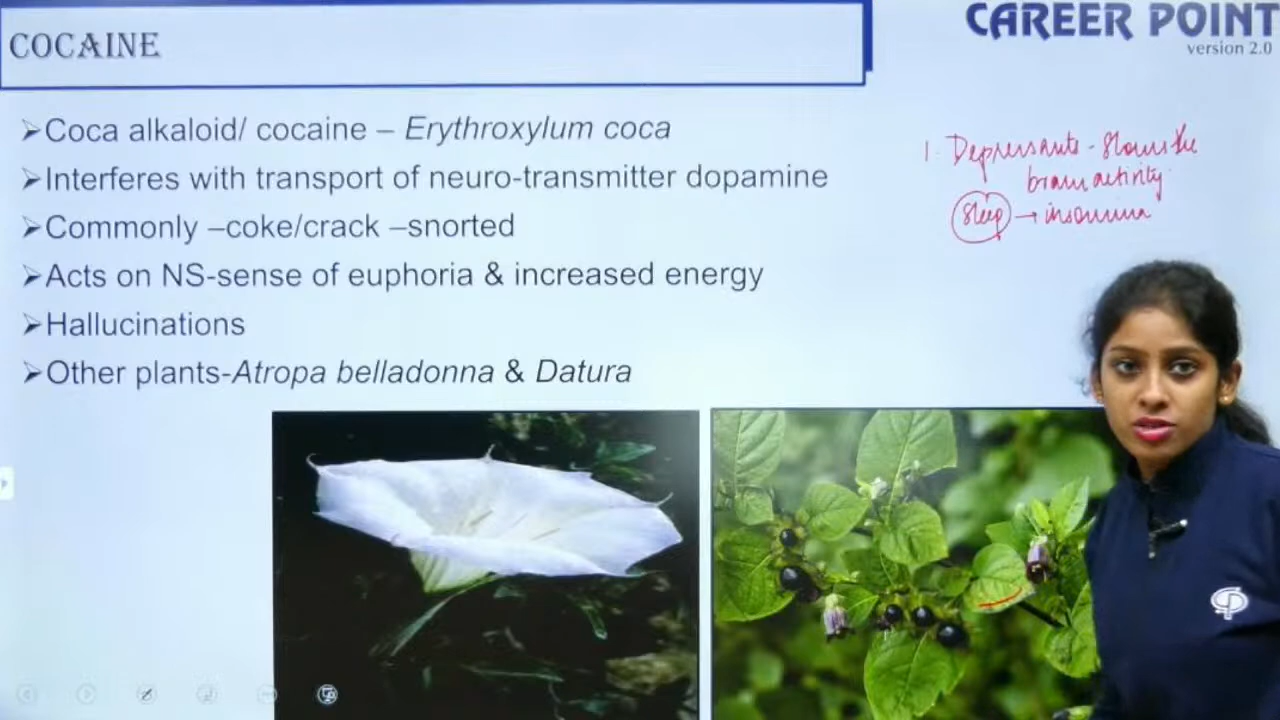 COCAINE
CAREER POINT
version 2.0
➢Coca alkaloid/ cocaine – Erythroxylum coca
➢Interferes with transport of neuro-transmitter dopamine
➢Commonly –coke/crack –snorted
➢Acts on NS-sense of euphoria & increased energy
➢Hallucinations
➢Other plants-Atropa belladonna & Datura
1. Depressants - Slows the
brain activity
Sleep → insomnia
CP